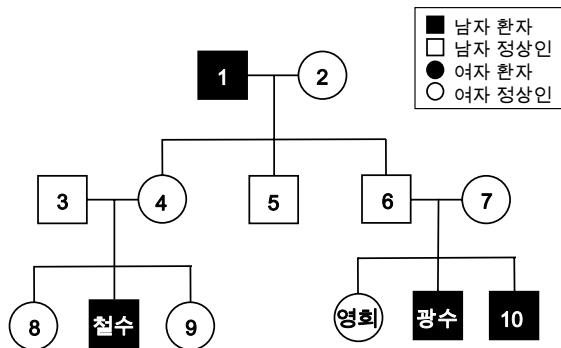 남자 환자
남자 정상인
여자 환자
여자 정상인
1 2
3 4 5 6 7
8 철수 9 영희 광수 10